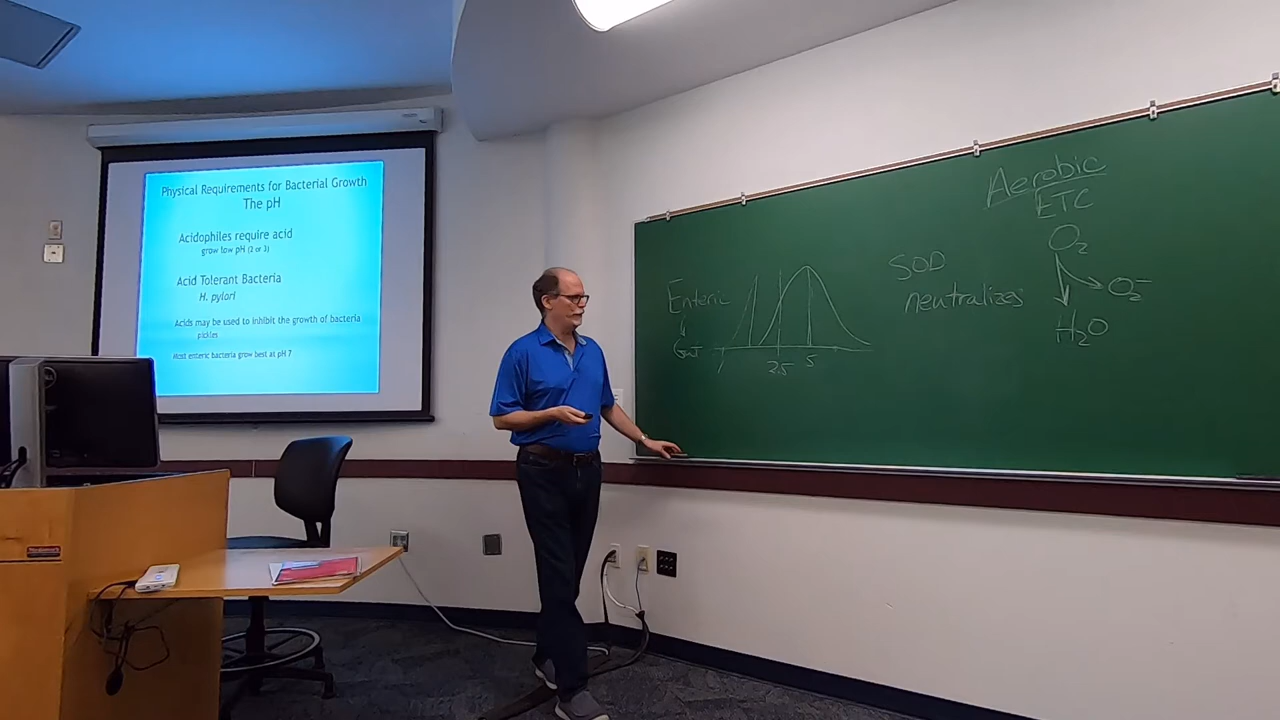 Physical Requirements for Bacterial Growth
The pH
Acidophiles require acid
grow low pH (2 or 3)
Acid Tolerant Bacteria
H. pylori
Acids may be used to inhibit the growth of bacteria
pickles
Most enteric bacteria grow best at pH 7
DELL
Enteric
Gut
2.5
5
SOD
neutralizes
Aerobic
ETC
O₂
O₂⁻
H₂O